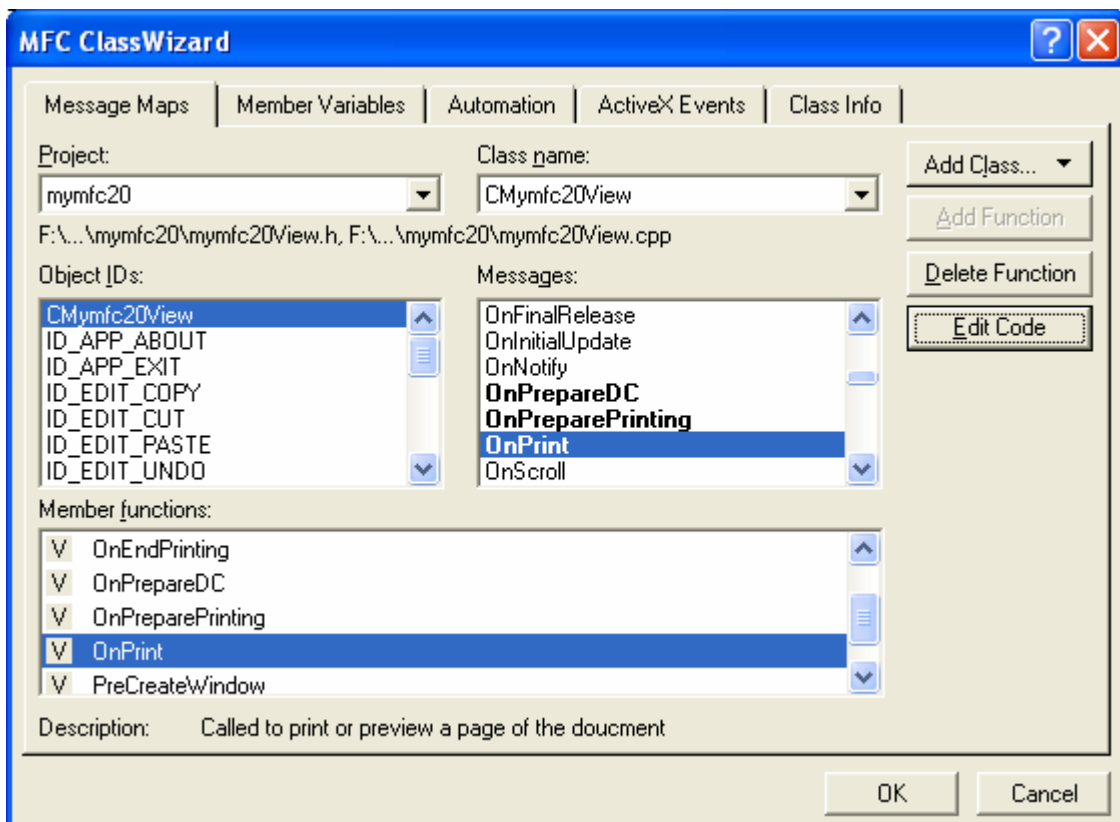 MFC ClassWizard
Message Maps
Member Variables
Automation
ActiveX Events
Class Info
Project:
Class name:
mymfc20
CMymfc20View
Add Class...
Add Function
F:\...\mymfc20\mymfc20View.h, F:\...\mymfc20\mymfc20View.cpp
Object IDs:
Messages:
Delete Function
Edit Code
CMymfc20View
ID_APP_ABOUT
ID_APP_EXIT
ID_EDIT_COPY
ID_EDIT_CUT
ID_EDIT_PASTE
ID_EDIT_UNDO
OnFinalRelease
OnInitialUpdate
OnNotify
OnPrepareDC
OnPreparePrinting
OnPrint
OnScroll
Member functions:
V OnEndPrinting
V OnPrepareDC
V OnPreparePrinting
V OnPrint
V PreCreateWindow
Description: Called to print or preview a page of the doucment
OK
Cancel